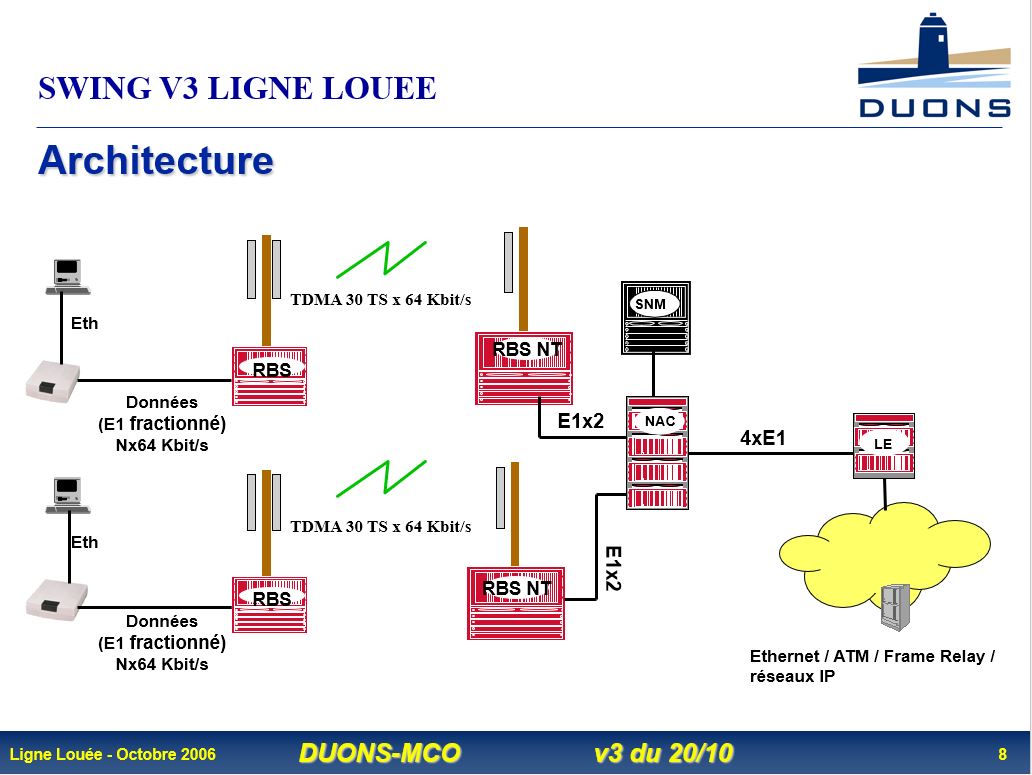 SWING V3 LIGNE LOUEE
DUONS
Architecture
TDMA 30 TS x 64 Kbit/s
SNM
Eth
RBS
RBS NT
Données
(E1 fractionné)
Nx64 Kbit/s
E1x2
NAC
4xE1
LE
TDMA 30 TS x 64 Kbit/s
Eth
E1x2
RBS
RBS NT
Données
(E1 fractionné)
Nx64 Kbit/s
Ethernet / ATM / Frame Relay /
réseaux IP
Ligne Louée - Octobre 2006
DUONS-MCO
v3 du 20/10
8